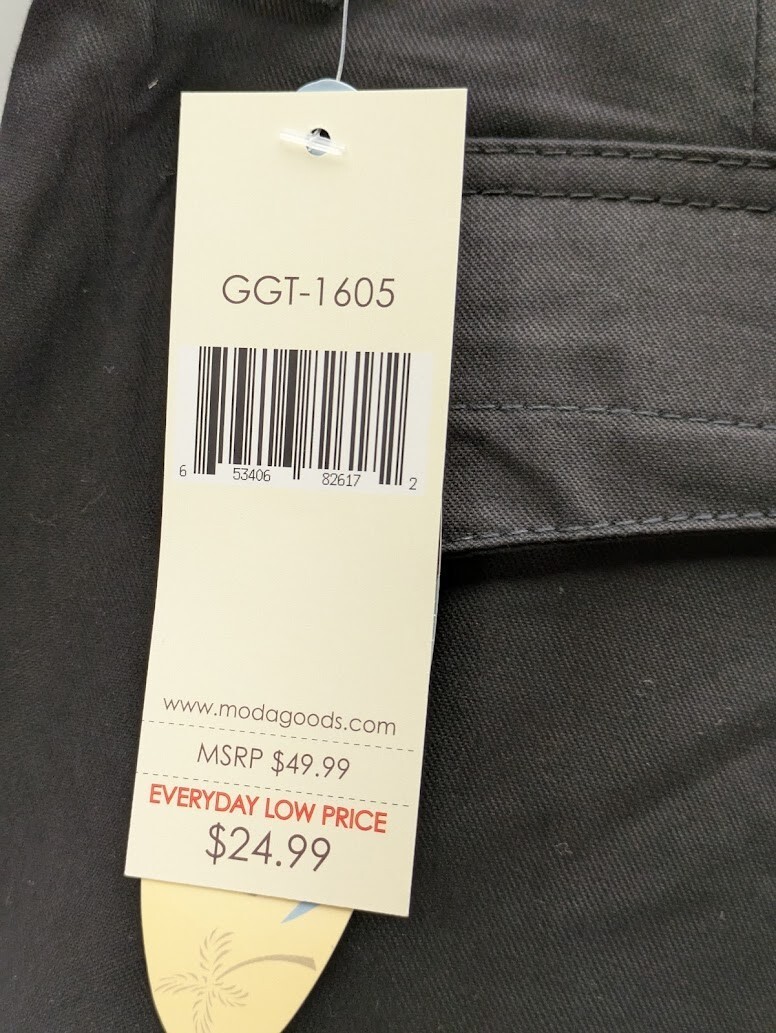 GGT-1605
6 53406 82617 2
www.modagoods.com
MSRP $49.99
EVERYDAY LOW PRICE
$24.99